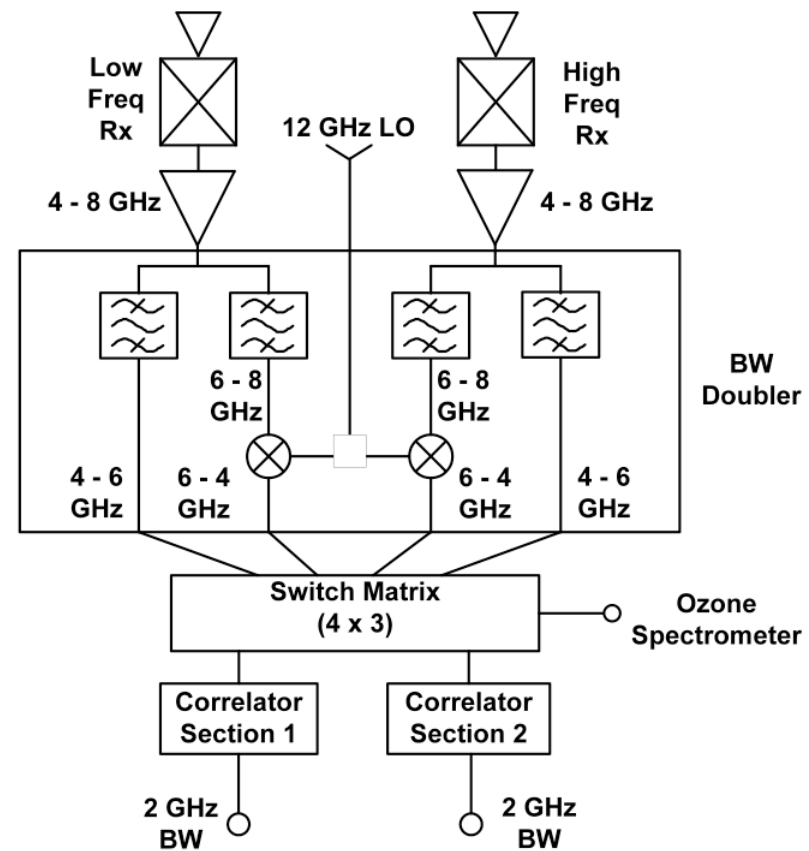 Low
Freq
Rx
High
Freq
Rx
12 GHz LO
4 - 8 GHz
4 - 8 GHz
6 - 8
GHz
6 - 8
GHz
BW
Doubler
4 - 6
GHz
6 - 4
GHz
6 - 4
GHz
4 - 6
GHz
Switch Matrix
(4 x 3)
Ozone
Spectrometer
Correlator
Section 1
Correlator
Section 2
2 GHz
BW
2 GHz
BW